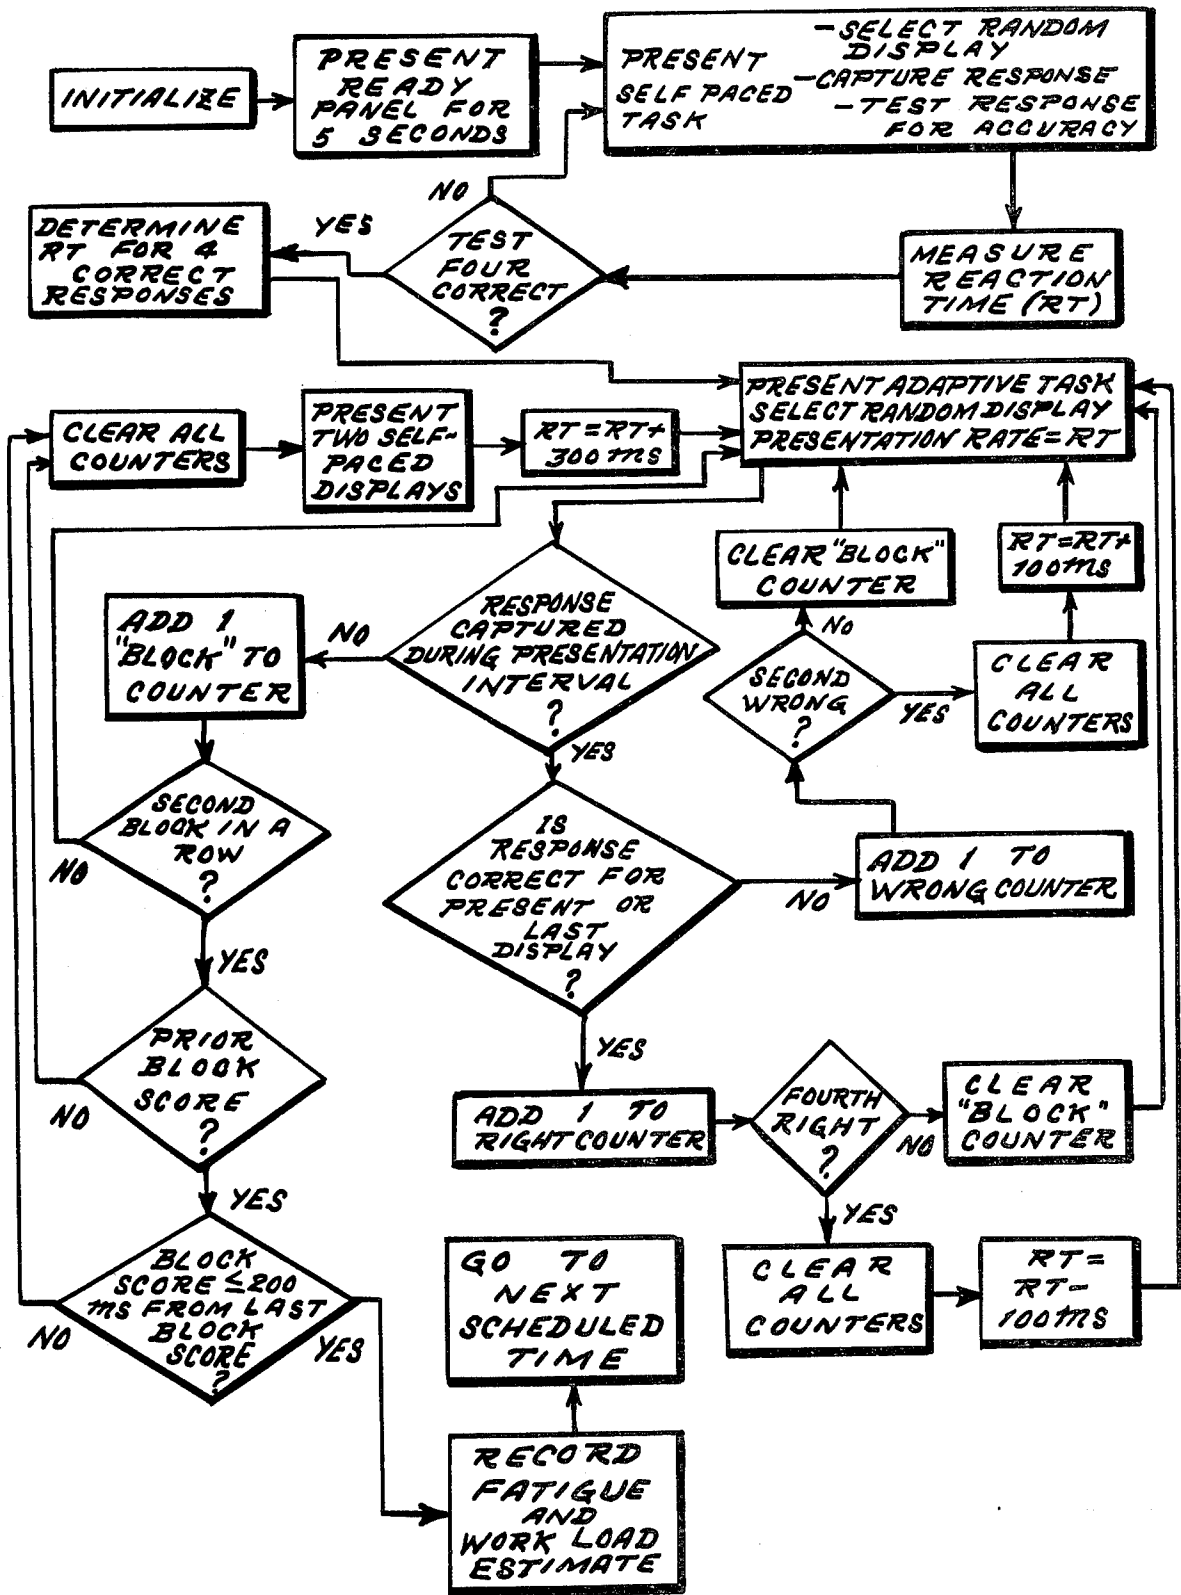 INITIALIZE
PRESENT
READY
PANEL FOR
5 SECONDS
PRESENT
SELF PACED
TASK
-SELECT RANDOM
DISPLAY
-CAPTURE RESPONSE
-TEST RESPONSE
FOR ACCURACY
MEASURE
REACTION
TIME (RT)
TEST
FOUR
CORRECT
?
NO
YES
DETERMINE
RT FOR 4
CORRECT
RESPONSES
PRESENT ADAPTIVE TASK
SELECT RANDOM DISPLAY
PRESENTATION RATE=RT
CLEAR ALL
COUNTERS
PRESENT
TWO SELF-
PACED
DISPLAYS
RT=RT+
300MS
RESPONSE
CAPTURED
DURING PRESENTATION
INTERVAL
?
NO
YES
CLEAR "BLOCK"
COUNTER
RT=RT+
100MS
NO
SECOND
WRONG
?
YES
CLEAR
ALL
COUNTERS
ADD 1
"BLOCK" TO
COUNTER
SECOND
BLOCK IN A
ROW
?
NO
YES
IS
RESPONSE
CORRECT FOR
PRESENT OR
LAST
DISPLAY
?
NO
YES
ADD 1 TO
WRONG COUNTER
PRIOR
BLOCK
SCORE
?
NO
YES
ADD 1 TO
RIGHT COUNTER
FOURTH
RIGHT
?
NO
YES
CLEAR
"BLOCK"
COUNTER
BLOCK
SCORE ≤200
MS FROM LAST
BLOCK
SCORE
?
NO
YES
GO TO
NEXT
SCHEDULED
TIME
CLEAR
ALL
COUNTERS
RT=
RT-
100MS
RECORD
FATIGUE
AND
WORK LOAD
ESTIMATE